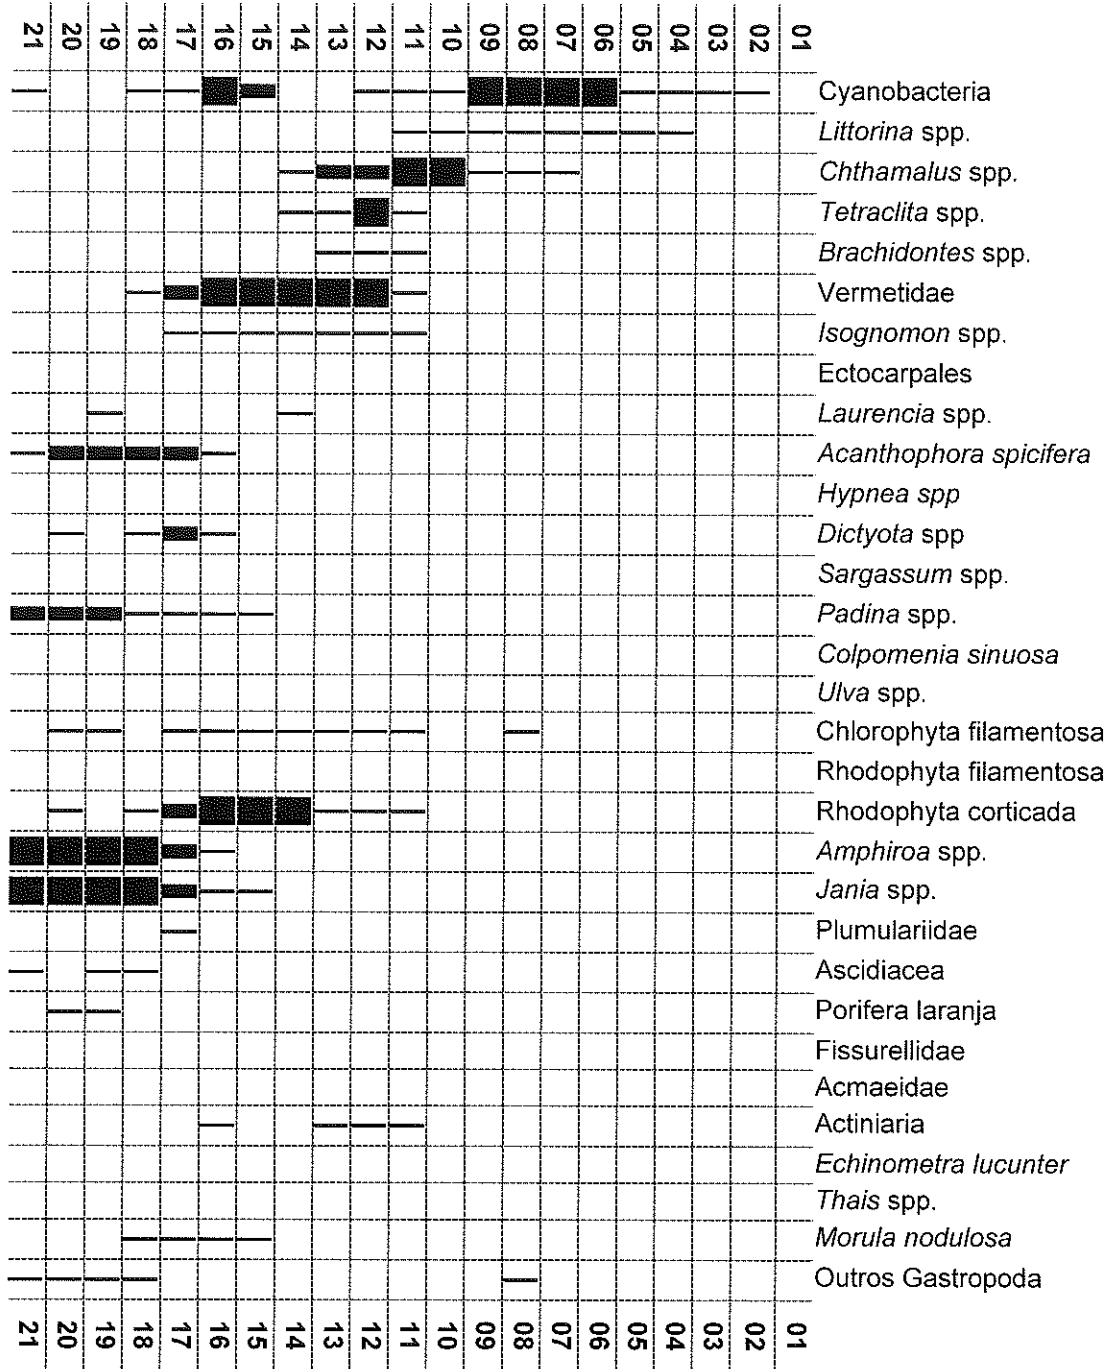 21 20 19 18 17 16 15 14 13 12 11 10 09 08 07 06 05 04 03 02 01
Cyanobacteria
Littorina spp.
Chthamalus spp.
Tetraclita spp.
Brachidontes spp.
Vermetidae
Isognomon spp.
Ectocarpales
Laurencia spp.
Acanthophora spicifera
Hypnea spp
Dictyota spp
Sargassum spp.
Padina spp.
Colpomenia sinuosa
Ulva spp.
Chlorophyta filamentosa
Rhodophyta filamentosa
Rhodophyta corticada
Amphiroa spp.
Jania spp.
Plumulariidae
Ascidiacea
Porifera laranja
Fissurellidae
Acmaeidae
Actiniaria
Echinometra lucunter
Thais spp.
Morula nodulosa
Outros Gastropoda
21 20 19 18 17 16 15 14 13 12 11 10 09 08 07 06 05 04 03 02 01